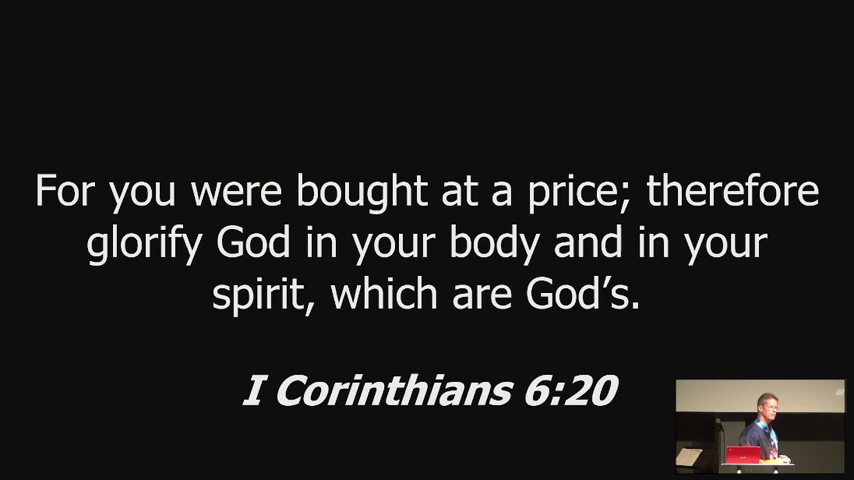 For you were bought at a price; therefore
glorify God in your body and in your
spirit, which are God’s.
I Corinthians 6:20